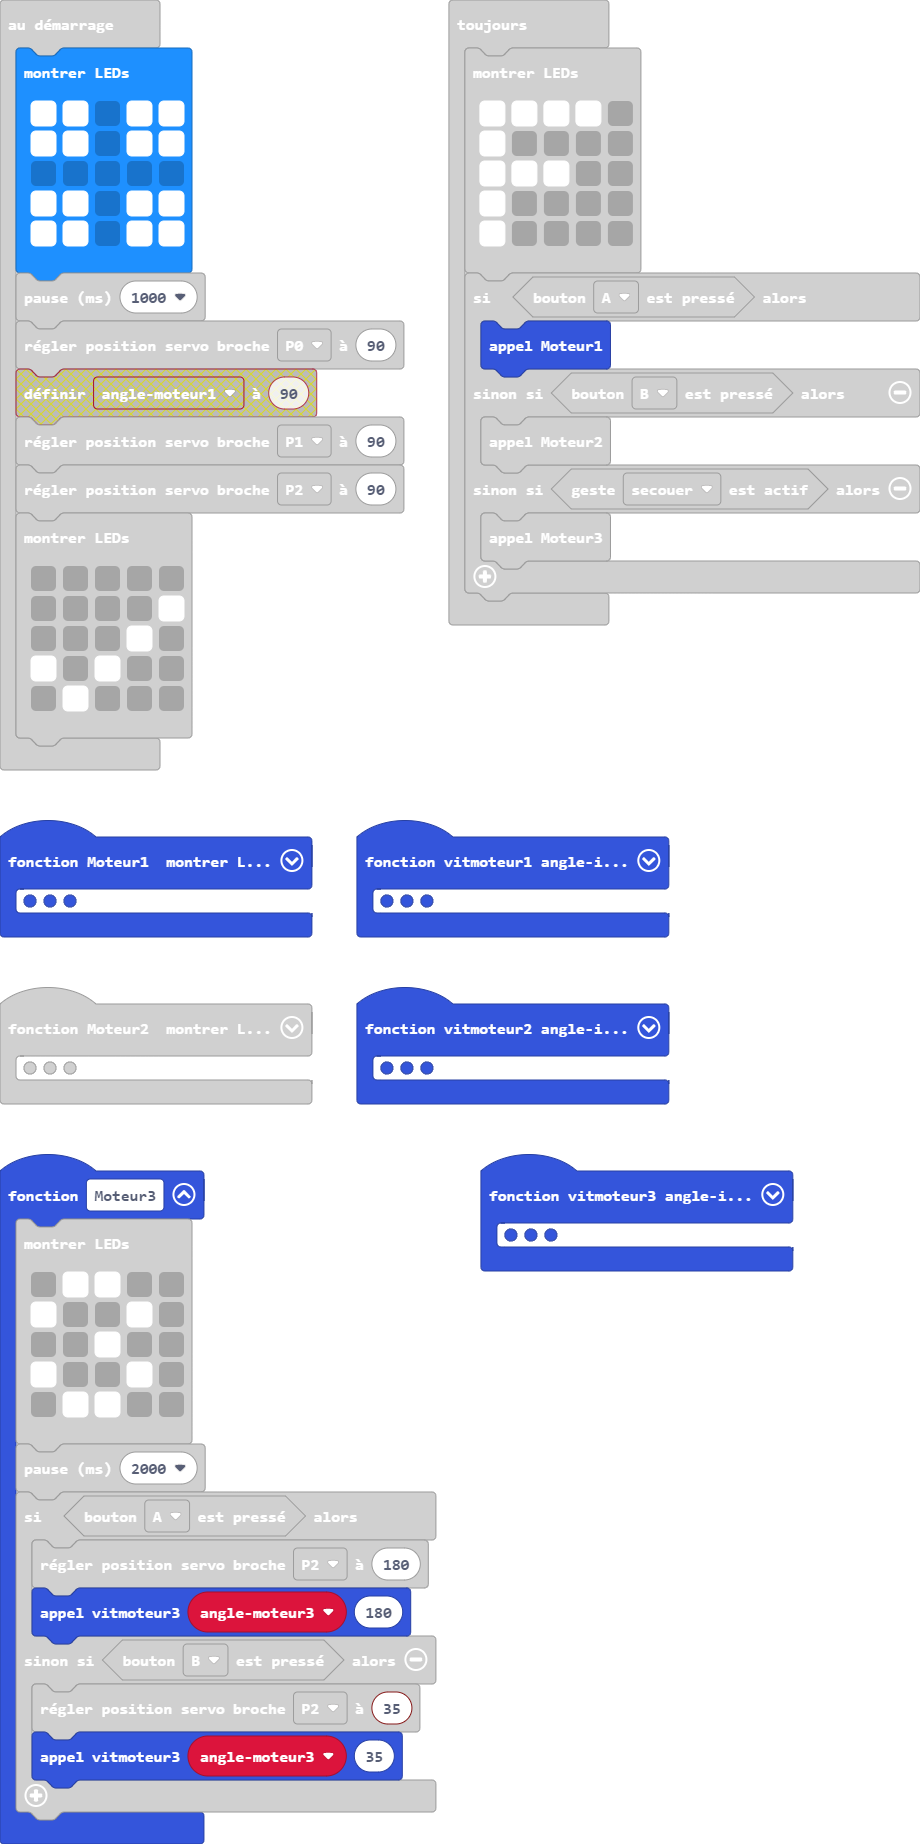 au démarrage
montrer LEDs
pause (ms) 1000
régler position servo broche P0 à 90
définir angle-moteur1 à 90
régler position servo broche P1 à 90
régler position servo broche P2 à 90
montrer LEDs
toujours
montrer LEDs
si bouton A est pressé alors
appel Moteur1
sinon si bouton B est pressé alors
appel Moteur2
sinon si geste secouer est actif alors
appel Moteur3
fonction Moteur1 montrer L...
fonction vitmoteur1 angle-i...
fonction Moteur2 montrer L...
fonction vitmoteur2 angle-i...
fonction Moteur3
montrer LEDs
pause (ms) 2000
si bouton A est pressé alors
régler position servo broche P2 à 180
appel vitmoteur3 angle-moteur3 180
sinon si bouton B est pressé alors
régler position servo broche P2 à 35
appel vitmoteur3 angle-moteur3 35
fonction vitmoteur3 angle-i...